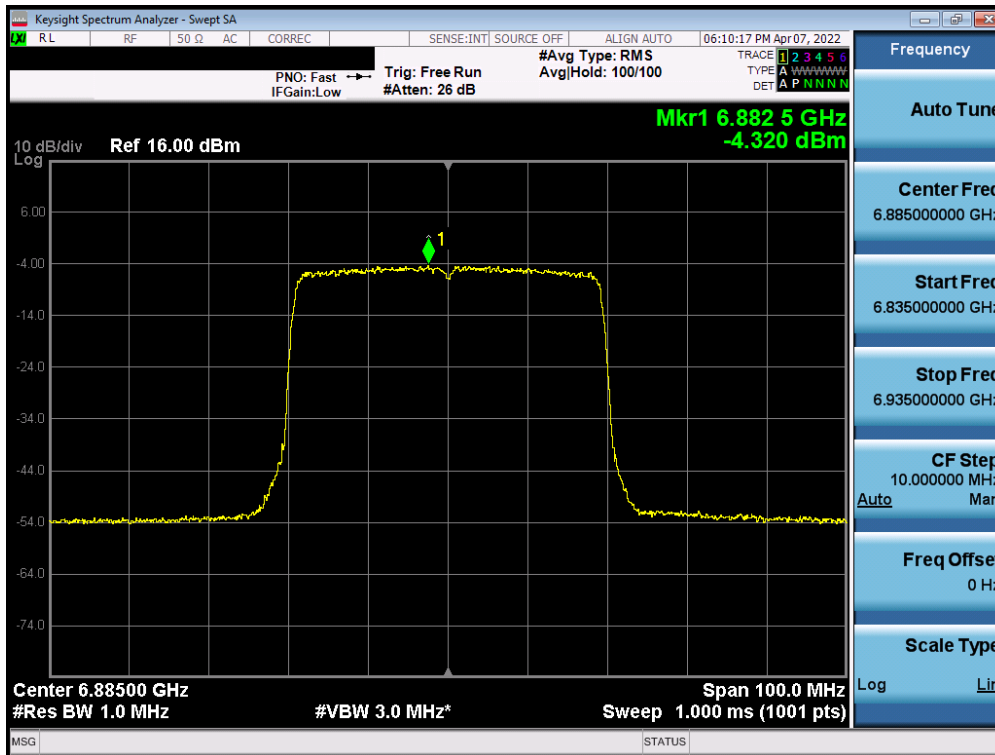 Keysight Spectrum Analyzer - Swept SA
LXI RL RF 50 Ω AC CORREC SENSE:INT SOURCE OFF ALIGN AUTO 06:10:17 PM Apr 07, 2022
Frequency
#Avg Type: RMS TRACE 1 2 3 4 5 6
PNO: Fast Trig: Free Run Avg|Hold: 100/100 TYPE A WWWWW
IFGain:Low #Atten: 26 dB DET A P N N N N
Auto Tune
Mkr1 6.882 5 GHz
-4.320 dBm
10 dB/div Ref 16.00 dBm
Log
Center Freq
6.885000000 GHz
6.00
1
-4.00
Start Freq
6.835000000 GHz
-14.0
-24.0
Stop Freq
6.935000000 GHz
-34.0
-44.0
CF Step
10.000000 MHz
Auto Man
-54.0
Freq Offset
0 Hz
-64.0
-74.0
Scale Type
Log Lin
Center 6.88500 GHz Span 100.0 MHz
#Res BW 1.0 MHz #VBW 3.0 MHz* Sweep 1.000 ms (1001 pts)
MSG STATUS